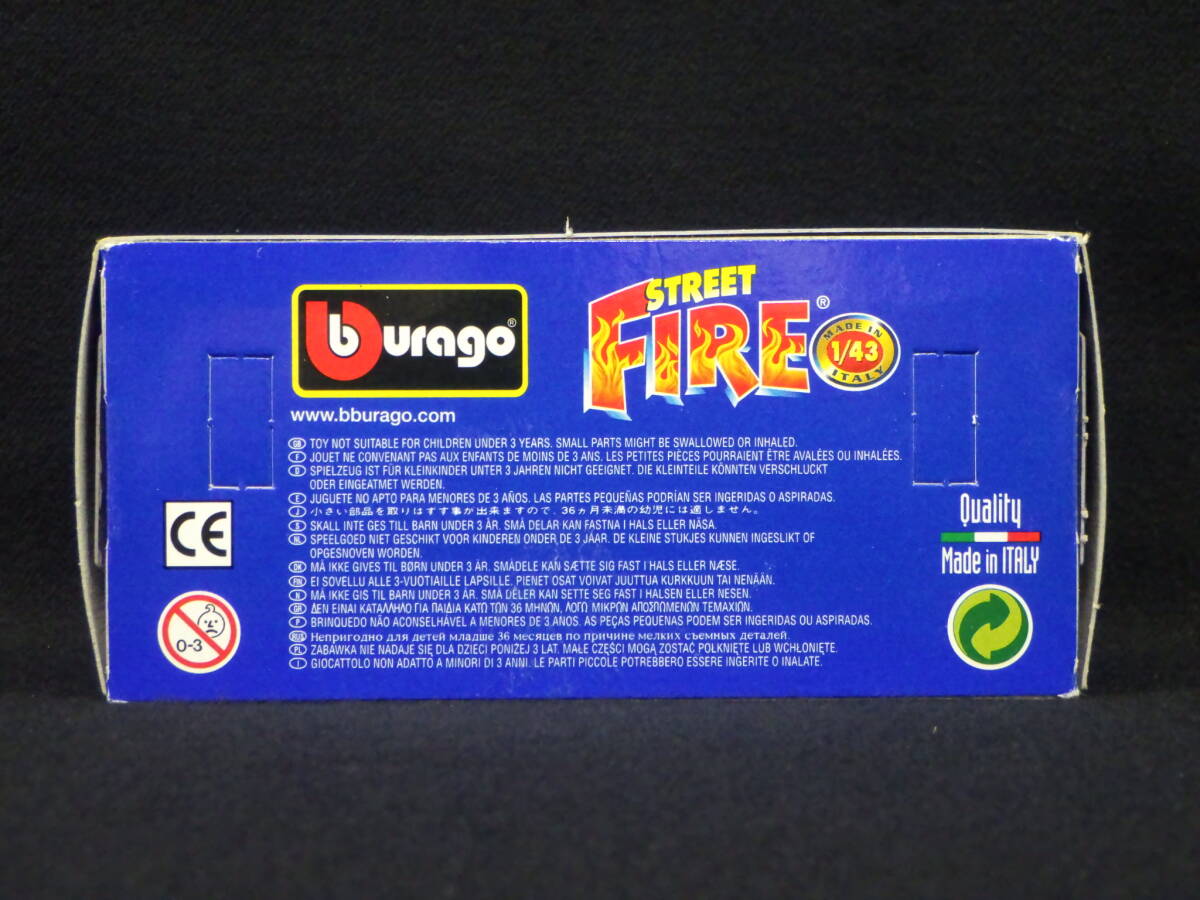 bburago®
STREET
FIRE®
MADE IN
1/43
ITALY
www.bburago.com
GB TOY NOT SUITABLE FOR CHILDREN UNDER 3 YEARS. SMALL PARTS MIGHT BE SWALLOWED OR INHALED.
F JOUET NE CONVENANT PAS AUX ENFANTS DE MOINS DE 3 ANS. LES PETITES PIÈCES POURRAIENT ÊTRE AVALÉES OU INHALÉES.
D SPIELZEUG IST FÜR KLEINKINDER UNTER 3 JAHREN NICHT GEEIGNET. DIE KLEINTEILE KÖNNTEN VERSCHLUCKT
ODER EINGEATMET WERDEN.
E JUGUETE NO APTO PARA MENORES DE 3 AÑOS. LAS PARTES PEQUEÑAS PODRÍAN SER INGERIDAS O ASPIRADAS.
J 小さい部品を取りはずす事が出来ますので、36ヵ月未満の幼児には適しません。
S SKALL INTE GES TILL BARN UNDER 3 ÅR. SMÅ DELAR KAN FASTNA I HALS ELLER NÄSA.
NL SPEELGOED NIET GESCHIKT VOOR KINDEREN ONDER DE 3 JÁAR. DE KLEINE STUKJES KUNNEN INGESLIKT OF
OPGESNOVEN WORDEN.
DK MÅ IKKE GIVES TIL BØRN UNDER 3 ÅR. SMÅDELE KAN SÆTTE SIG FAST I HALS ELLER NÆSE.
FIN EI SOVELLU ALLE 3-VUOTIAILLE LAPSILLE. PIENET OSAT VOIVAT JUUTTUA KURKKUUN TAI NENÄÄN.
N MÅ IKKE GIS TIL BARN UNDER 3 ÅR. SMÅ DELER KAN SETTE SEG FAST I HALSEN ELLER NESEN.
GR ΔΕΝ ΕΙΝΑΙ ΚΑΤΑΛΛΗΛΟ ΓΙΑ ΠΑΙΔΙΑ ΚΑΤΩ ΤΩΝ 36 ΜΗΝΩΝ, ΛΟΓΩ ΜΙΚΡΩΝ ΑΠΟΣΠΩΜΕΝΩΝ ΤΕΜΑΧΙΩΝ.
P BRINQUEDO NÃO ACONSELHÁVEL A MENORES DE 3 ANOS. AS PEÇAS PEQUENAS PODEM SER INGERIDAS OU ASPIRADAS.
RUS Непригодно для детей младше 36 месяцев по причине мелких съемных деталей.
PL ZABAWKA NIE NADAJE SIĘ DLA DZIECI PONIŻEJ 3 LAT. MAŁE CZĘŚCI MOGĄ ZOSTAĆ POŁKNIĘTE LUB WCHŁONIĘTE.
I GIOCATTOLO NON ADATTO A MINORI DI 3 ANNI. LE PARTI PICCOLE POTREBBERO ESSERE INGERITE O INALATE.
CE
0-3
Quality
Made in ITALY